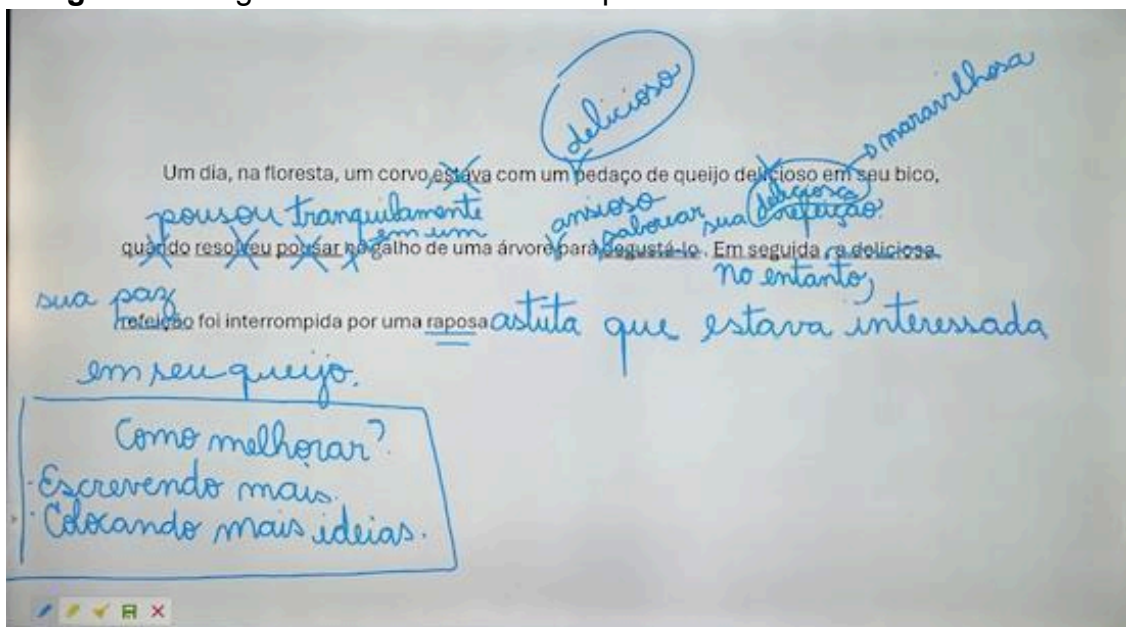 delicioso
maravilhosa
Um dia, na floresta, um corvo estava com um pedaço de queijo delicioso em seu bico,
pousou tranquilamente em um ansioso saborear sua deliciosa refeição.
quando resolveu pousar no galho de uma árvore para degustá-lo. Em seguida, a deliciosa
no entanto,
sua paz
refeição foi interrompida por uma raposa astuta que estava interessada
em seu queijo.
Como melhorar?
· Escrevendo mais.
· Colocando mais ideias.